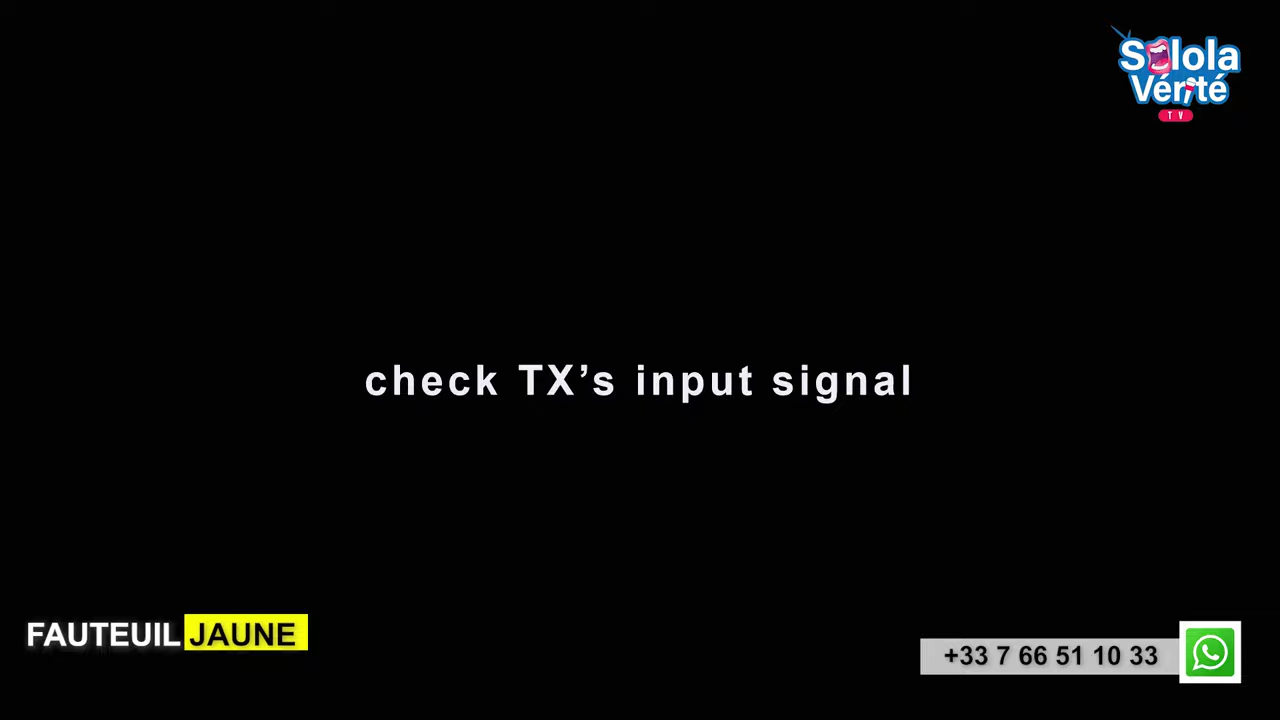 Solola
Vérité
TV
check TX’s input signal
FAUTEUIL JAUNE
+33 7 66 51 10 33